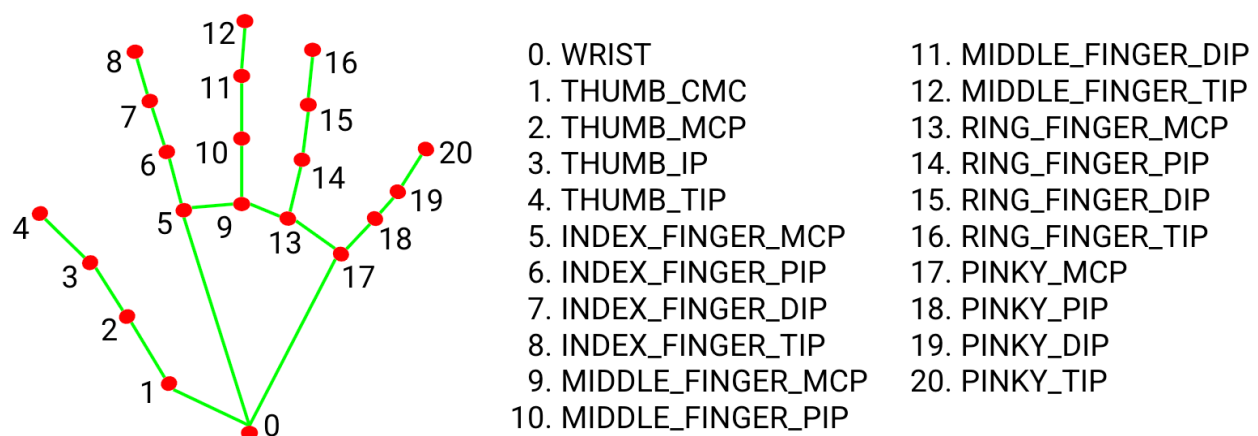 12
8
16
11
7
15
10
6
20
14
19
4
5
9
13
18
3
17
2
1
0
0. WRIST
1. THUMB_CMC
2. THUMB_MCP
3. THUMB_IP
4. THUMB_TIP
5. INDEX_FINGER_MCP
6. INDEX_FINGER_PIP
7. INDEX_FINGER_DIP
8. INDEX_FINGER_TIP
9. MIDDLE_FINGER_MCP
10. MIDDLE_FINGER_PIP
11. MIDDLE_FINGER_DIP
12. MIDDLE_FINGER_TIP
13. RING_FINGER_MCP
14. RING_FINGER_PIP
15. RING_FINGER_DIP
16. RING_FINGER_TIP
17. PINKY_MCP
18. PINKY_PIP
19. PINKY_DIP
20. PINKY_TIP